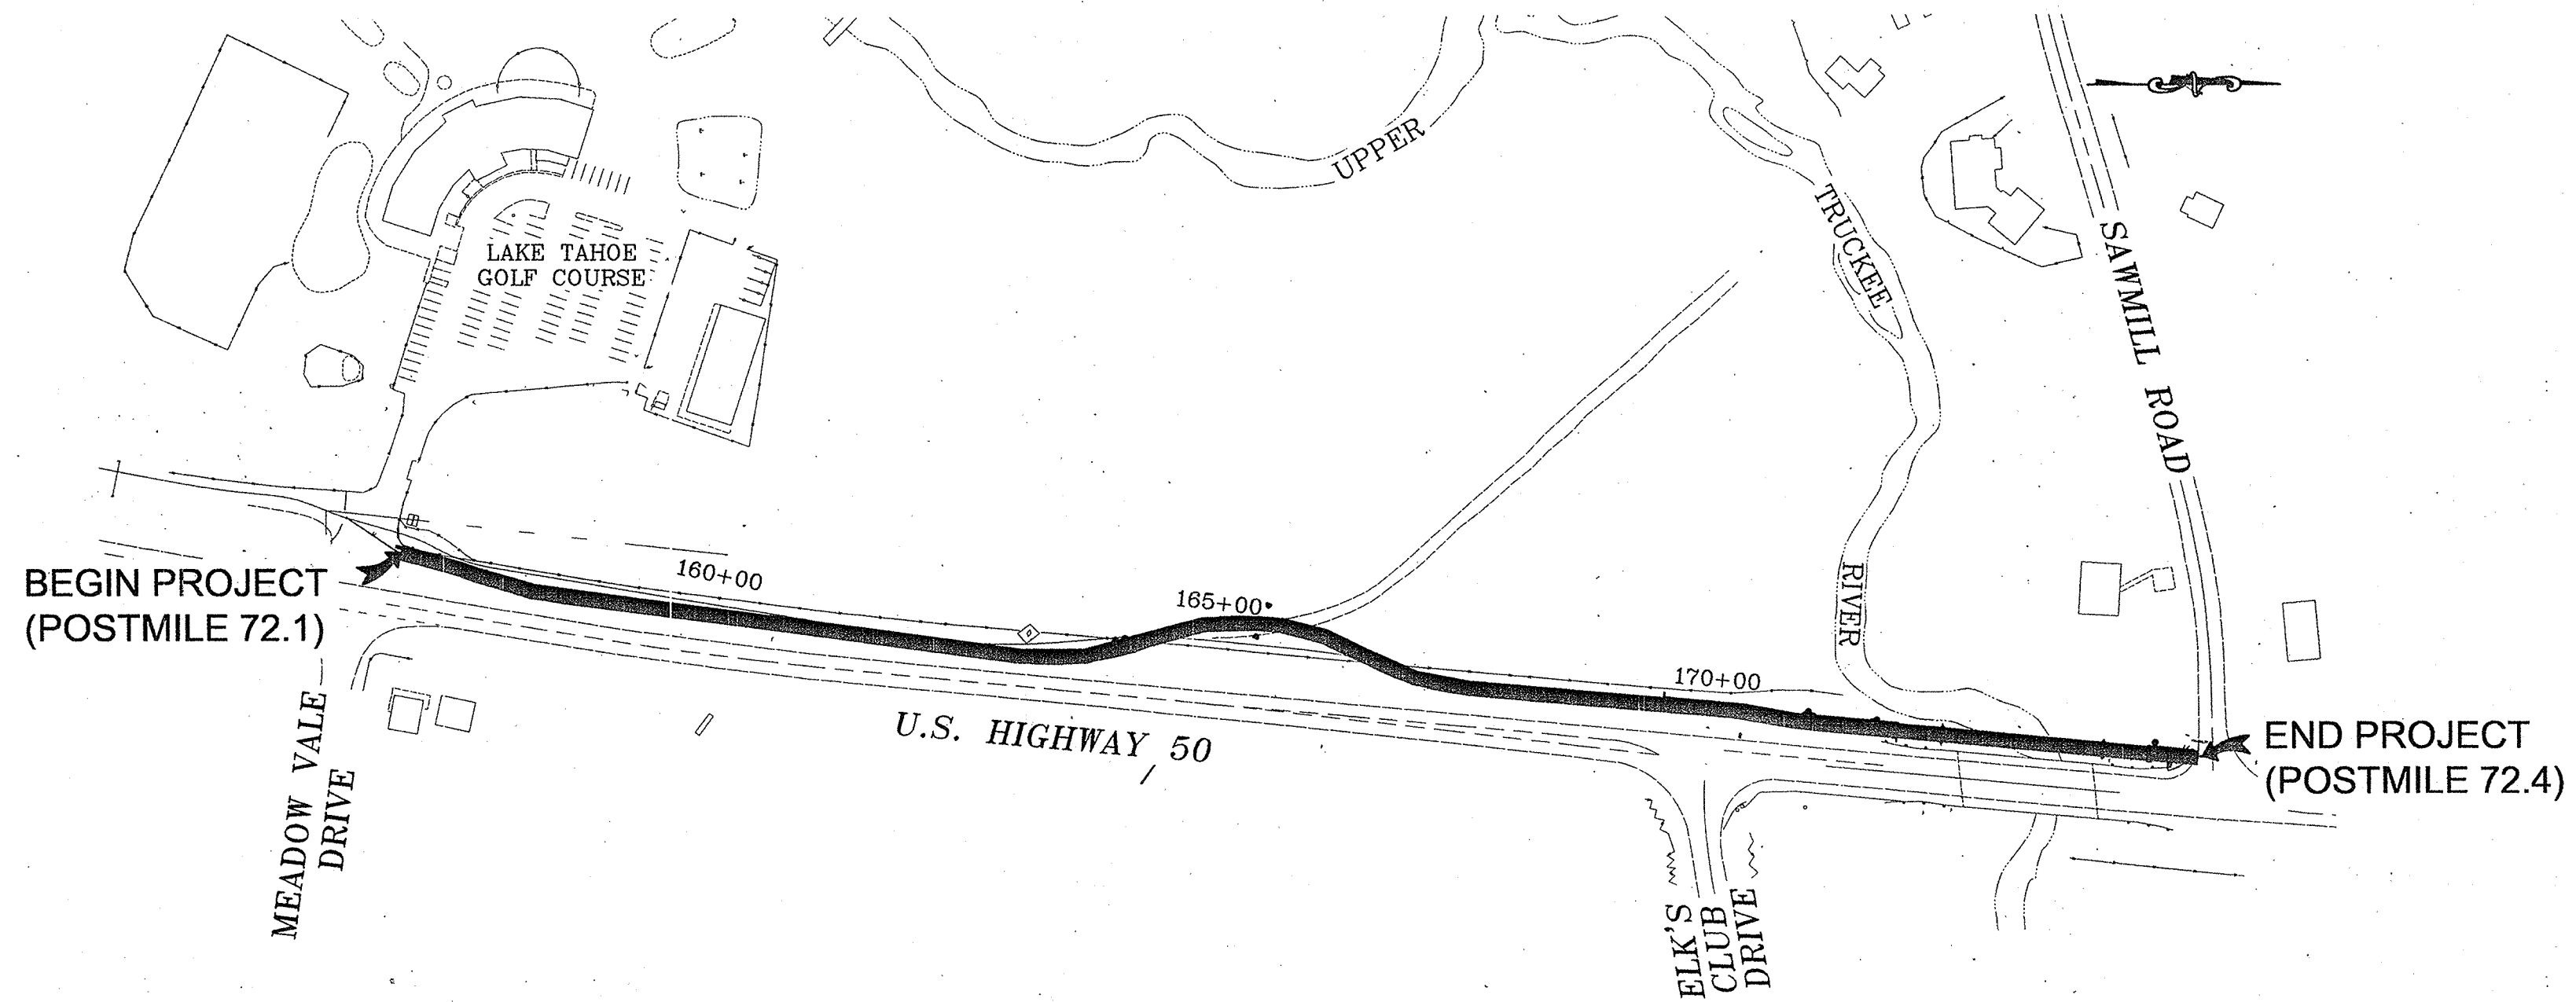 UPPER
TRUCKEE
RIVER
SAWMILL ROAD
LAKE TAHOE
GOLF COURSE
BEGIN PROJECT
(POSTMILE 72.1)
160+00
165+00
170+00
U.S. HIGHWAY 50
END PROJECT
(POSTMILE 72.4)
MEADOW VALE
DRIVE
ELK'S
CLUB
DRIVE